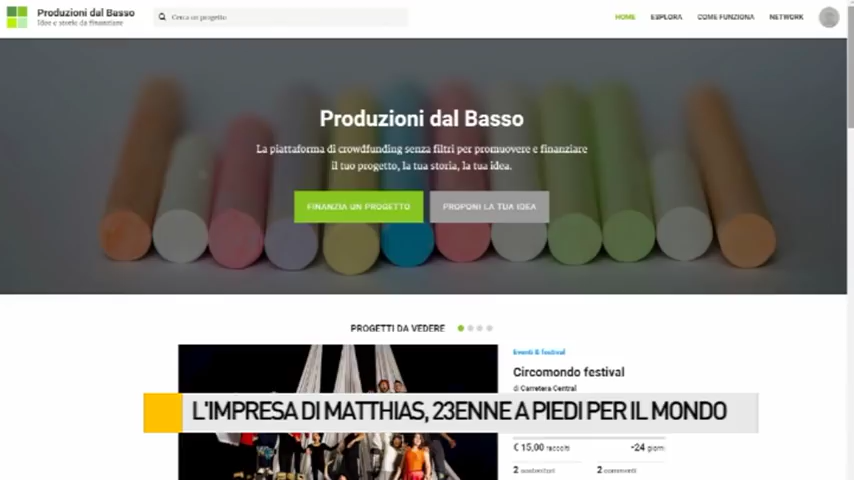 Produzioni dal Basso
Idee e storie da finanziare
Cerca un progetto
HOME ESPLORA COME FUNZIONA NETWORK
Produzioni dal Basso
La piattaforma di crowdfunding senza filtri per promuovere e finanziare
il tuo progetto, la tua storia, la tua idea.
FINANZIA UN PROGETTO PROPONI LA TUA IDEA
PROGETTI DA VEDERE
Eventi & festival
Circomondo festival
di Carretera Central
L'IMPRESA DI MATTHIAS, 23ENNE A PIEDI PER IL MONDO
€ 15,00 raccolti -24 giorni
2 sostenitori 2 commenti